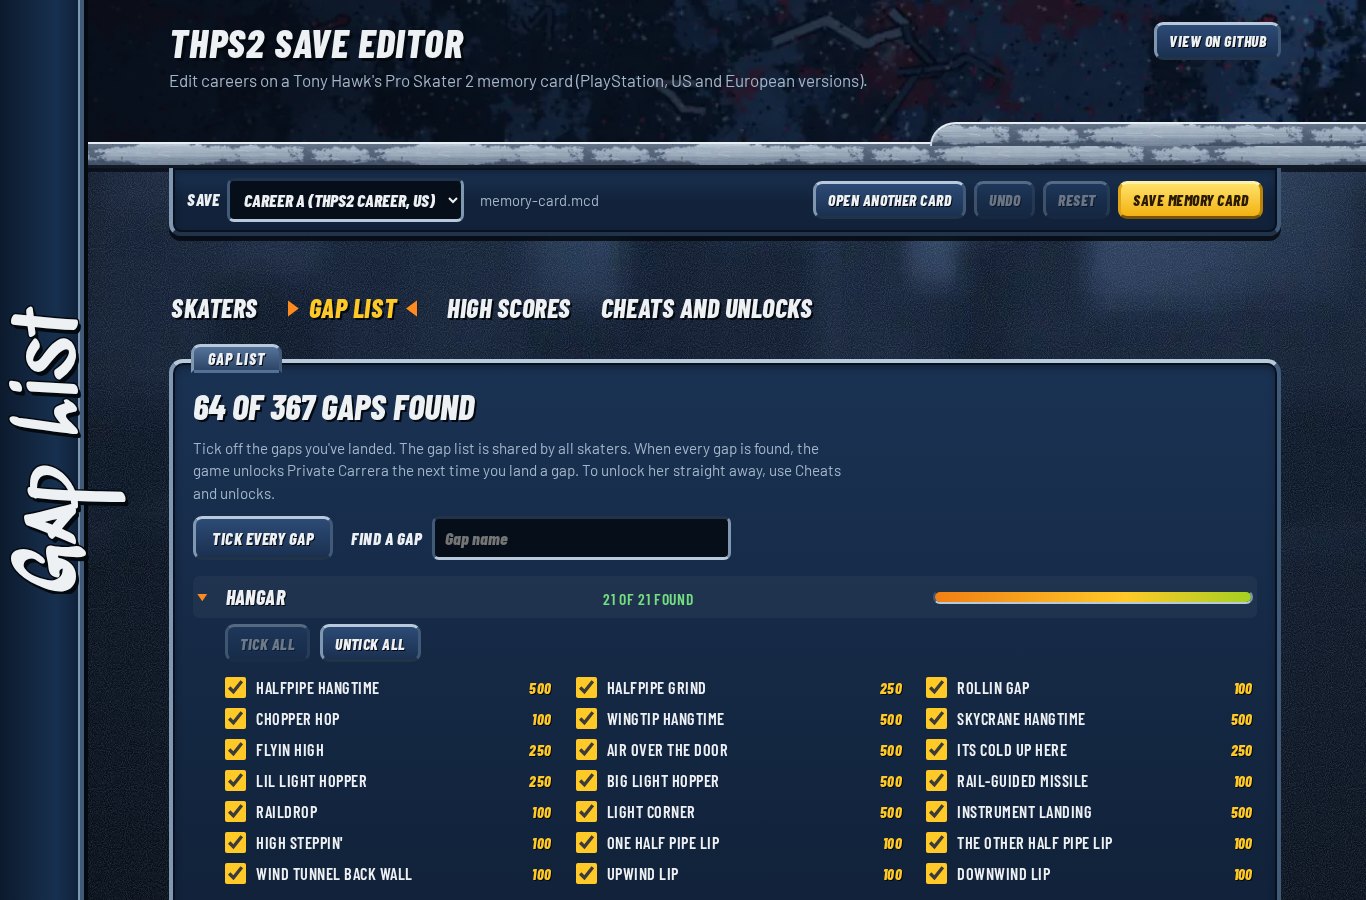 THPS2 SAVE EDITOR
VIEW ON GITHUB
Edit careers on a Tony Hawk's Pro Skater 2 memory card (PlayStation, US and European versions).
SAVE
CAREER A (THPS2 CAREER, US)
memory-card.mcd
OPEN ANOTHER CARD
UNDO
RESET
SAVE MEMORY CARD
Gap List
SKATERS
GAP LIST
HIGH SCORES
CHEATS AND UNLOCKS
GAP LIST
64 OF 367 GAPS FOUND
Tick off the gaps you've landed. The gap list is shared by all skaters. When every gap is found, the
game unlocks Private Carrera the next time you land a gap. To unlock her straight away, use Cheats
and unlocks.
TICK EVERY GAP
FIND A GAP
Gap name
HANGAR
21 OF 21 FOUND
TICK ALL
UNTICK ALL
HALFPIPE HANGTIME 500 HALFPIPE GRIND 250 ROLLIN GAP 100
CHOPPER HOP 100 WINGTIP HANGTIME 500 SKYCRANE HANGTIME 500
FLYIN HIGH 250 AIR OVER THE DOOR 500 ITS COLD UP HERE 250
LIL LIGHT HOPPER 250 BIG LIGHT HOPPER 500 RAIL-GUIDED MISSILE 100
RAILDROP 100 LIGHT CORNER 500 INSTRUMENT LANDING 500
HIGH STEPPIN' 100 ONE HALF PIPE LIP 100 THE OTHER HALF PIPE LIP 100
WIND TUNNEL BACK WALL 100 UPWIND LIP 100 DOWNWIND LIP 100